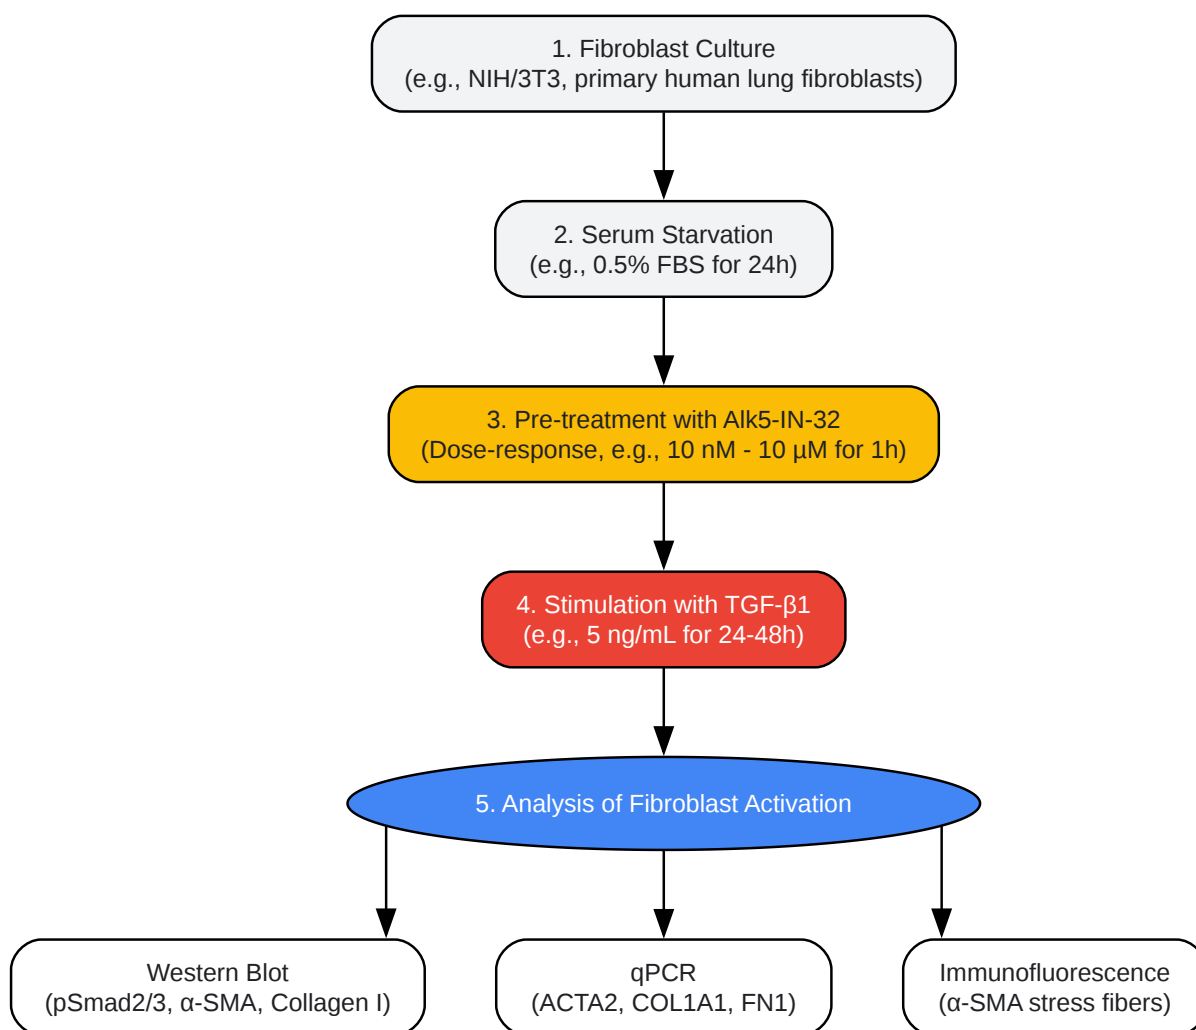 1. Fibroblast Culture
(e.g., NIH/3T3, primary human lung fibroblasts)
2. Serum Starvation
(e.g., 0.5% FBS for 24h)
3. Pre-treatment with Alk5-IN-32
(Dose-response, e.g., 10 nM - 10 µM for 1h)
4. Stimulation with TGF-β1
(e.g., 5 ng/mL for 24-48h)
5. Analysis of Fibroblast Activation
Western Blot
(pSmad2/3, α-SMA, Collagen I)
qPCR
(ACTA2, COL1A1, FN1)
Immunofluorescence
(α-SMA stress fibers)